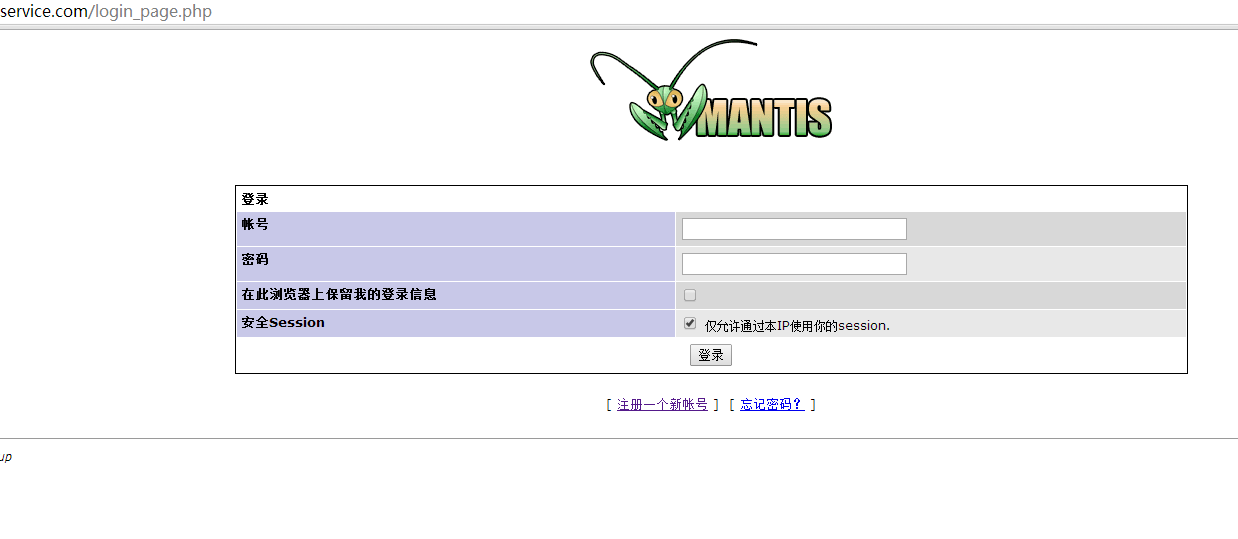 service.com/login_page.php
MANTIS
登录
帐号
密码
在此浏览器上保留我的登录信息
安全Session 仅允许通过本IP使用你的session.
登录
[ 注册一个新帐号 ] [ 忘记密码？ ]
up